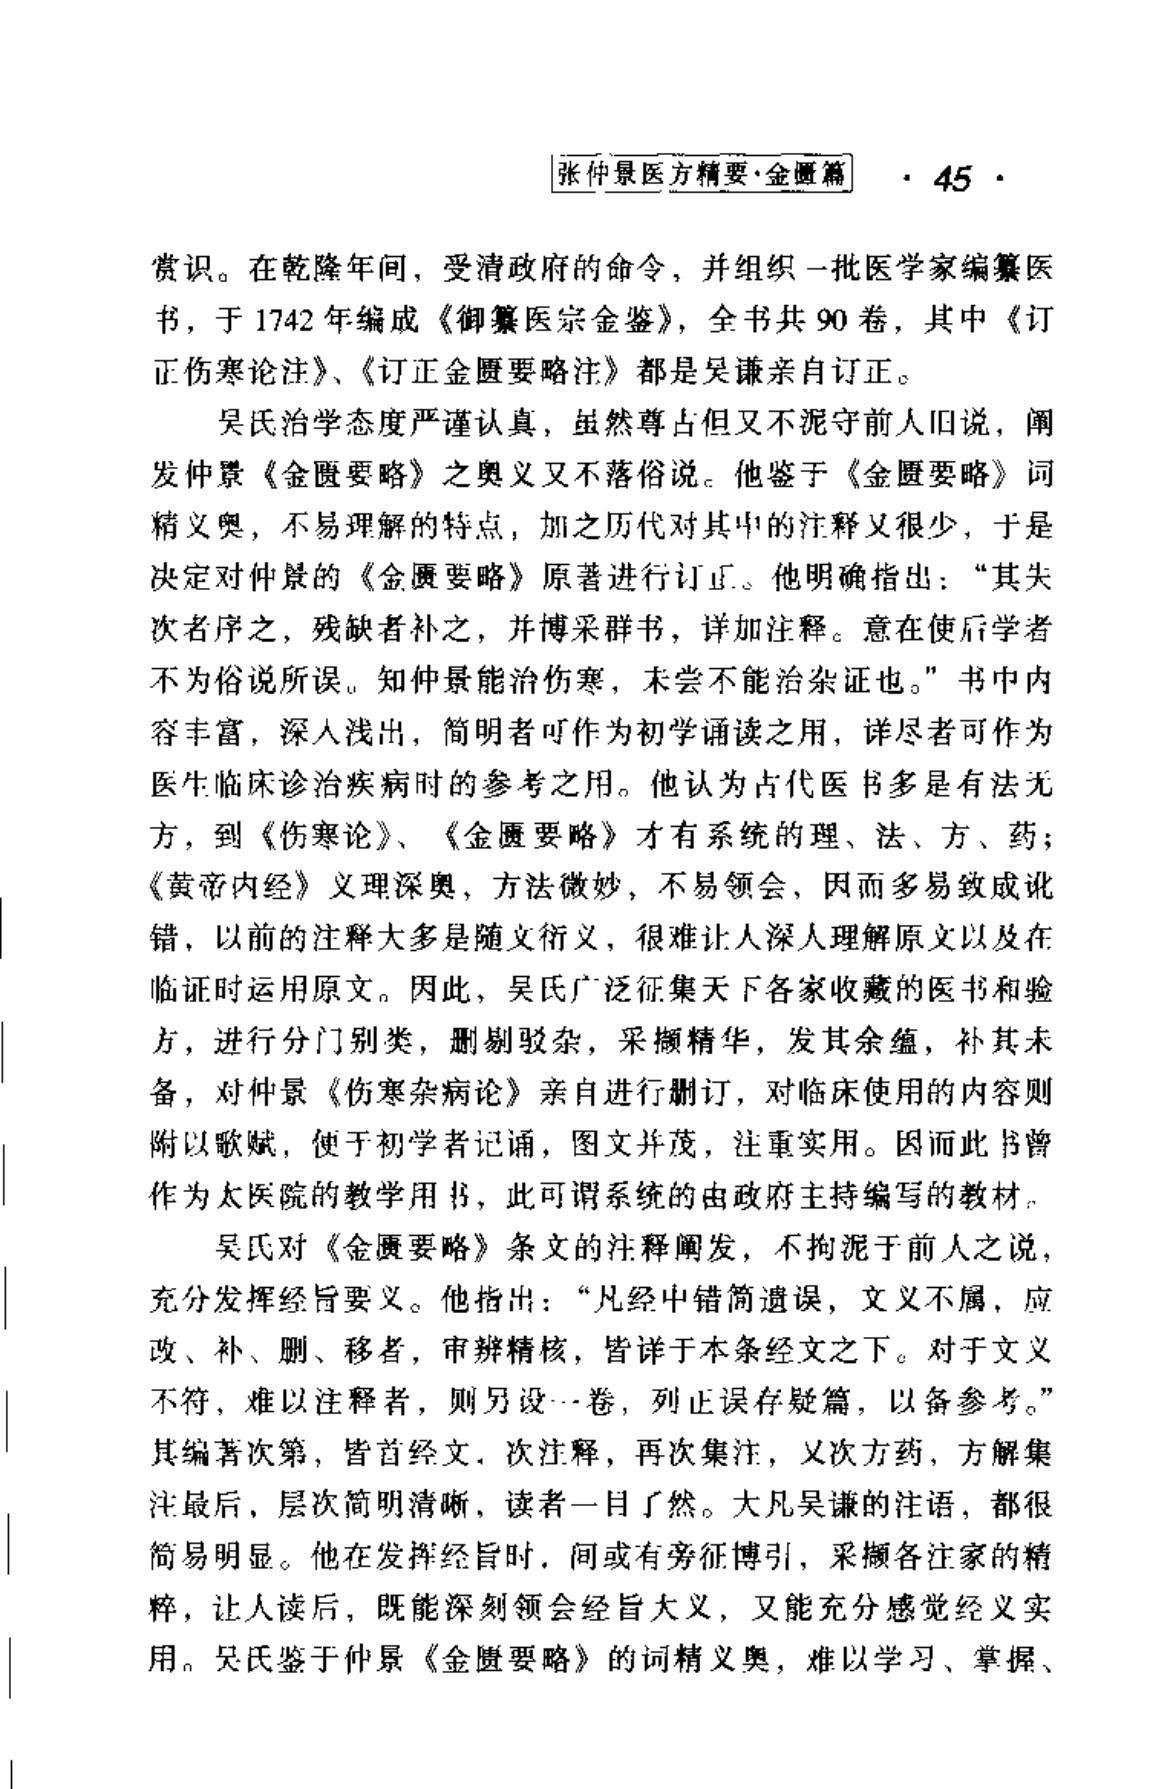 张仲景医方精要·金匮篇 · 45 ·
赏识。在乾隆年间，受清政府的命令，并组织一批医学家编纂医
书，于 1742 年编成《御纂医宗金鉴》，全书共 90 卷，其中《订
正伤寒论注》、《订正金匮要略注》都是吴谦亲自订正。
吴氏治学态度严谨认真，虽然尊古但又不泥守前人旧说，阐
发仲景《金匮要略》之奥义又不落俗说。他鉴于《金匮要略》词
精义奥，不易理解的特点，加之历代对其中的注释又很少，于是
决定对仲景的《金匮要略》原著进行订正。他明确指出：“其失
次者序之，残缺者补之，并博采群书，详加注释。意在使后学者
不为俗说所误。知仲景能治伤寒，未尝不能治杂证也。”书中内
容丰富，深入浅出，简明者可作为初学诵读之用，详尽者可作为
医生临床诊治疾病时的参考之用。他认为古代医书多是有法无
方，到《伤寒论》、《金匮要略》才有系统的理、法、方、药；
《黄帝内经》义理深奥，方法微妙，不易领会，因而多易致成讹
错，以前的注释大多是随文衍义，很难让人深入理解原文以及在
临证时运用原文。因此，吴氏广泛征集天下各家收藏的医书和验
方，进行分门别类，删剔驳杂，采撷精华，发其余蕴，补其未
备，对仲景《伤寒杂病论》亲自进行删订，对临床使用的内容则
附以歌赋，便于初学者记诵，图文并茂，注重实用。因而此书曾
作为太医院的教学用书，此可谓系统的由政府主持编写的教材。
吴氏对《金匮要略》条文的注释阐发，不拘泥于前人之说，
充分发挥经旨要义。他指出：“凡经中错简遗误，文义不属，应
改、补、删、移者，审辨精核，皆详于本条经文之下。对于文义
不符，难以注释者，则另设一卷，列正误存疑篇，以备参考。”
其编著次第，皆首经文，次注释，再次集注，又次方药，方解集
注最后，层次简明清晰，读者一目了然。大凡吴谦的注语，都很
简易明显。他在发挥经旨时，间或有旁征博引，采撷各注家的精
粹，让人读后，既能深刻领会经旨大义，又能充分感觉经义实
用。吴氏鉴于仲景《金匮要略》的词精义奥，难以学习、掌握、